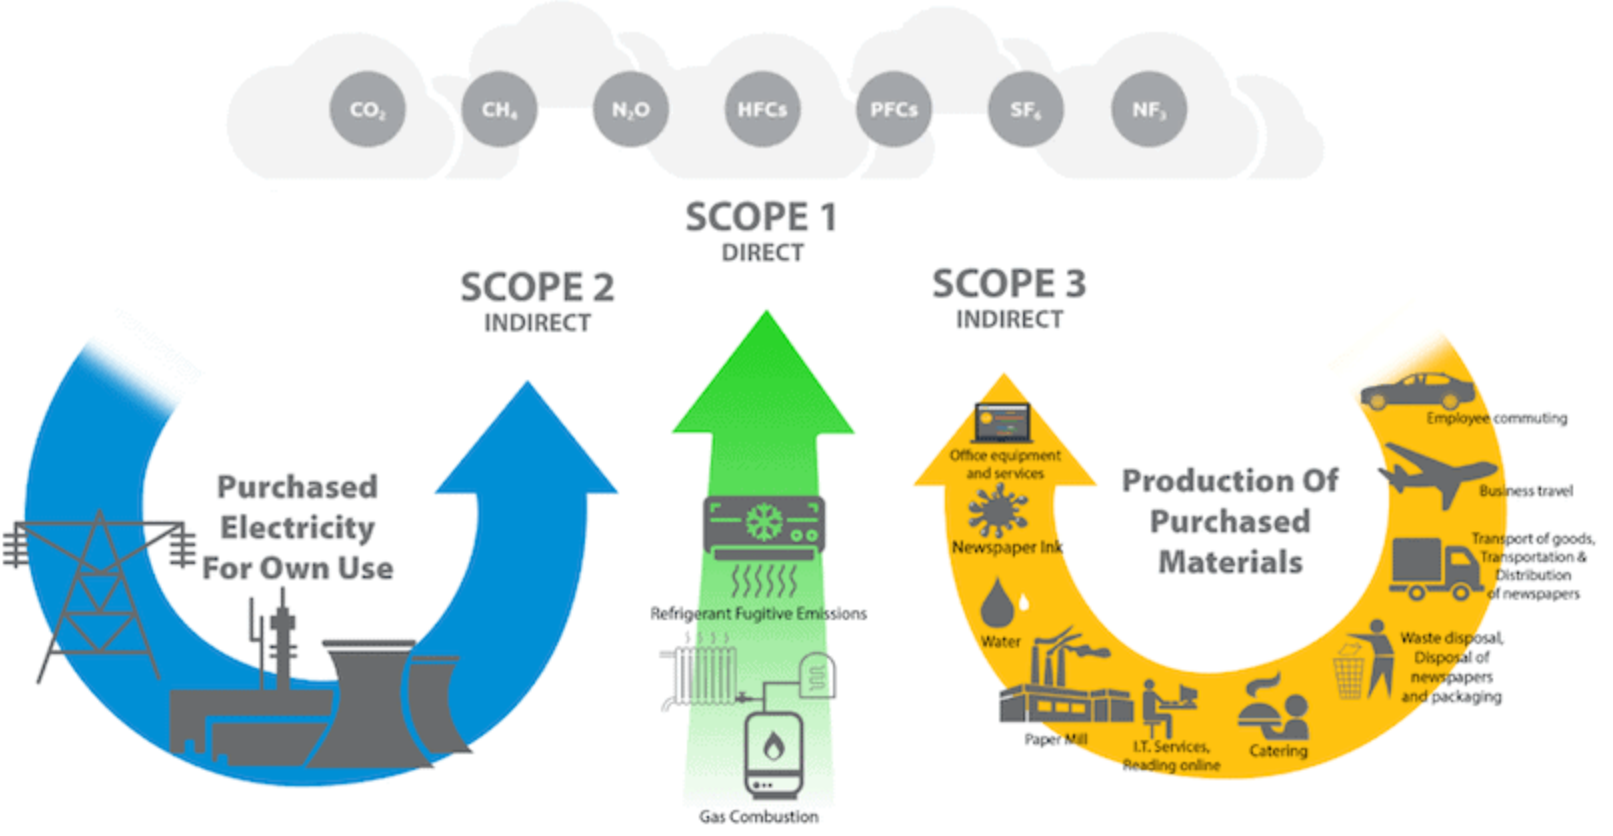 CO₂
CH₄
N₂O
HFCs
PFCs
SF₆
NF₃
SCOPE 1
DIRECT
SCOPE 2
INDIRECT
SCOPE 3
INDIRECT
Purchased
Electricity
For Own Use
Refrigerant Fugitive Emissions
Gas Combustion
Office equipment
and services
Newspaper Ink
Water
Paper Mill
I.T. Services,
Reading online
Catering
Production Of
Purchased
Materials
Employee commuting
Business travel
Transport of goods,
Transportation &
Distribution
of newspapers
Waste disposal,
Disposal of
newspapers
and packaging